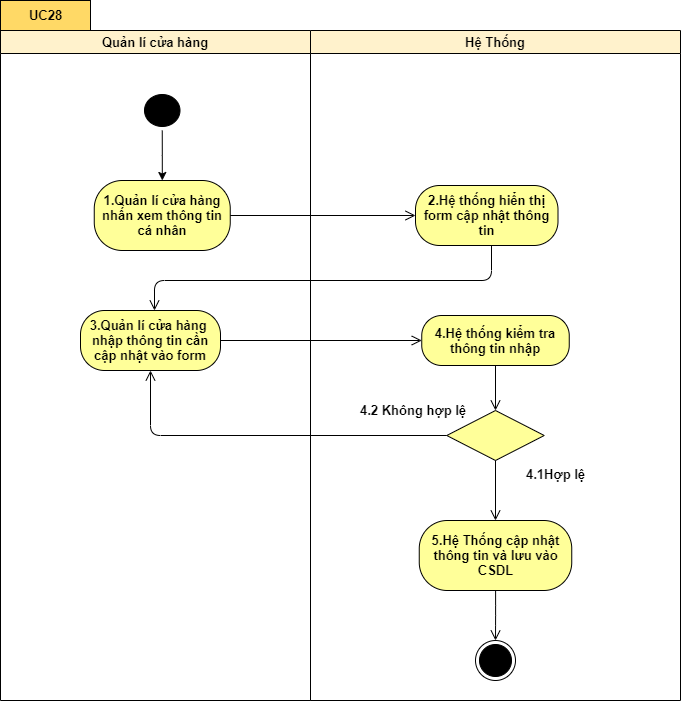 UC28
Quản lí cửa hàng
Hệ Thống
1.Quản lí cửa hàng
nhấn xem thông tin
cá nhân
2.Hệ thống hiển thị
form cập nhật thông
tin
3.Quản lí cửa hàng
nhập thông tin cần
cập nhật vào form
4.Hệ thống kiểm tra
thông tin nhập
4.2 Không hợp lệ
4.1Hợp lệ
5.Hệ Thống cập nhật
thông tin và lưu vào
CSDL